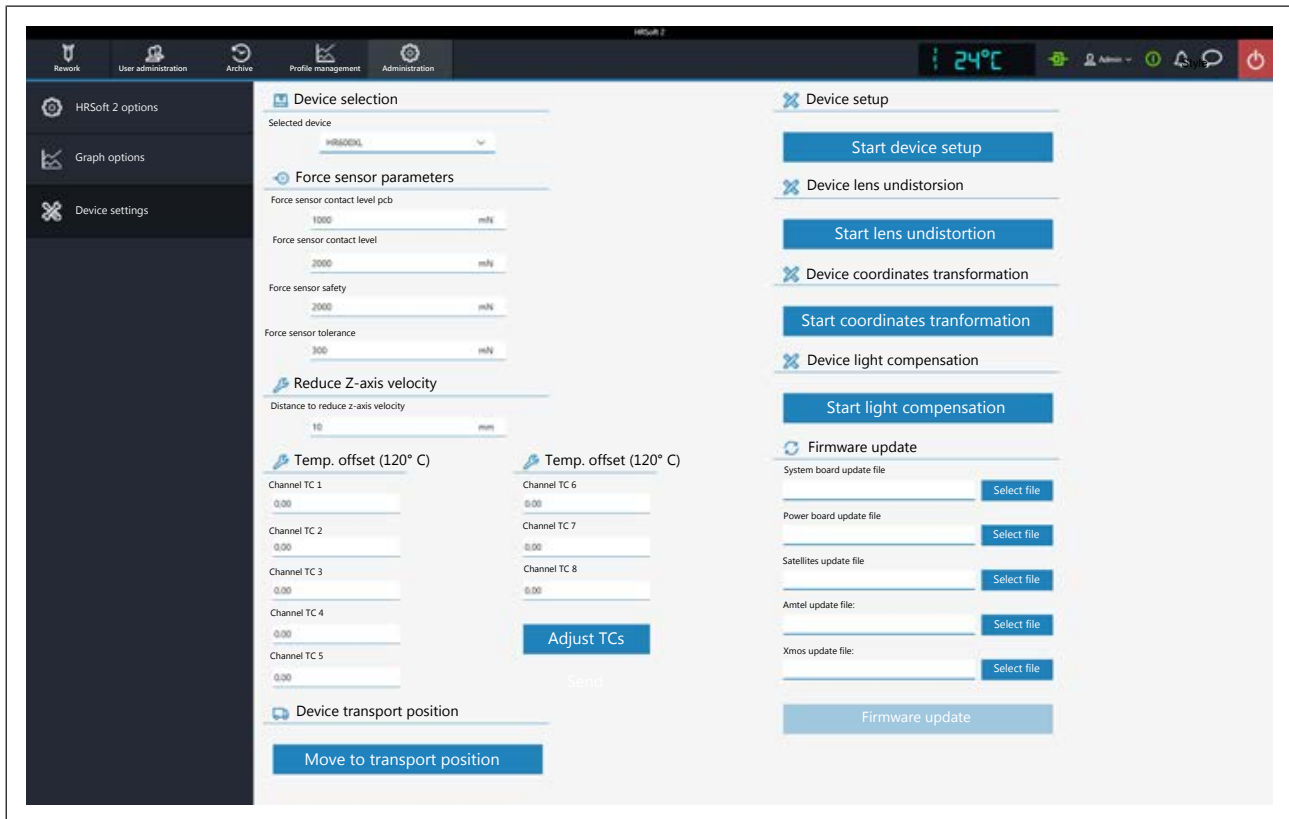 HRSoft 2
Rework
User administration
Archive
Profile management
Administration
24°C
Admin
Style
HRSoft 2 options
Graph options
Device settings
Device selection
Selected device
HR600XL
Force sensor parameters
Force sensor contact level pcb
1000 mN
Force sensor contact level
2000 mN
Force sensor safety
2000 mN
Force sensor tolerance
300 mN
Reduce Z-axis velocity
Distance to reduce z-axis velocity
10 mm
Temp. offset (120° C)
Channel TC 1
0.00
Channel TC 2
0.00
Channel TC 3
0.00
Channel TC 4
0.00
Channel TC 5
0.00
Temp. offset (120° C)
Channel TC 6
0.00
Channel TC 7
0.00
Channel TC 8
0.00
Adjust TCs
Send
Device transport position
Move to transport position
Device setup
Start device setup
Device lens undistorsion
Start lens undistortion
Device coordinates transformation
Start coordinates tranformation
Device light compensation
Start light compensation
Firmware update
System board update file
Select file
Power board update file
Select file
Satellites update file
Select file
Amtel update file:
Select file
Xmos update file:
Select file
Firmware update